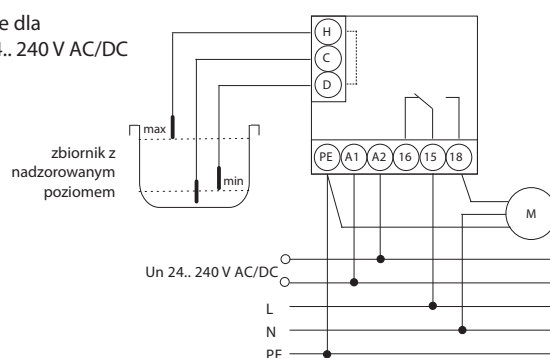 e dla
4.. 240 V AC/DC
H
C
D
max
min
zbiornik z
nadzorowanym
poziomem
PE A1 A2 16 15 18
M
Un 24.. 240 V AC/DC
L
N
PE